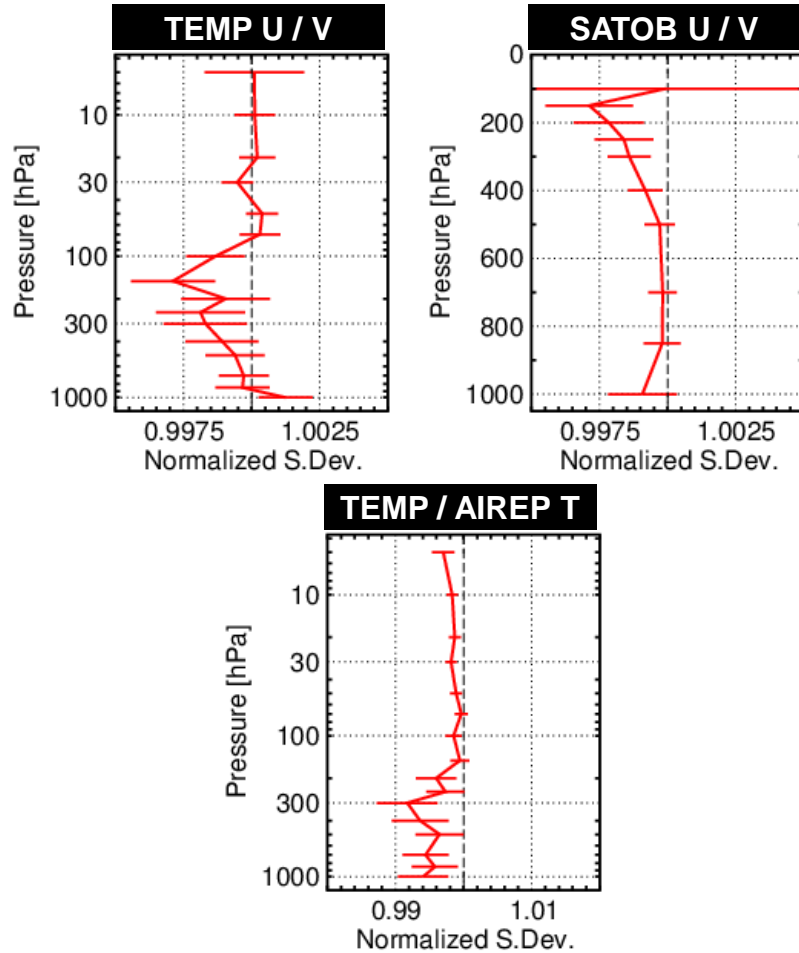 TEMP U / V
Pressure [hPa]
10
30
100
300
1000
0.9975 1.0025
Normalized S.Dev.
SATOB U / V
Pressure [hPa]
0
200
400
600
800
1000
0.9975 1.0025
Normalized S.Dev.
TEMP / AIREP T
Pressure [hPa]
10
30
100
300
1000
0.99 1.01
Normalized S.Dev.